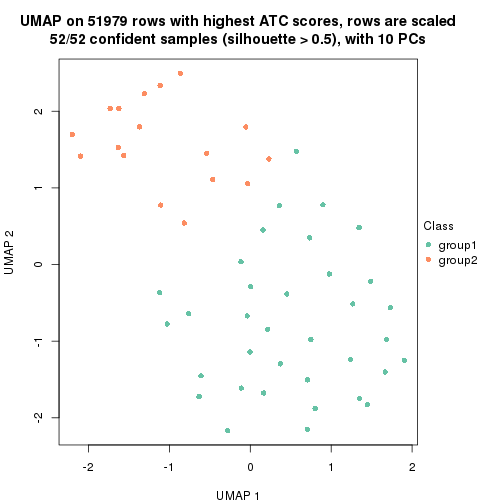 UMAP on 51979 rows with highest ATC scores, rows are scaled
52/52 confident samples (silhouette > 0.5), with 10 PCs
2
1
0
-1
-2
UMAP 2
-2
-1
0
1
2
UMAP 1
Class
group1
group2